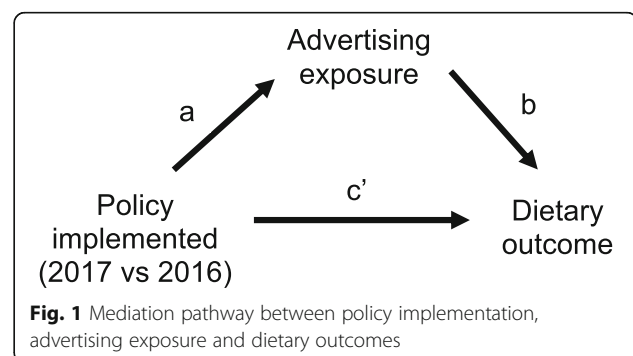 Advertising
exposure
a
b
c'
Policy
implemented
(2017 vs 2016)
Dietary
outcome
Fig. 1 Mediation pathway between policy implementation,
advertising exposure and dietary outcomes